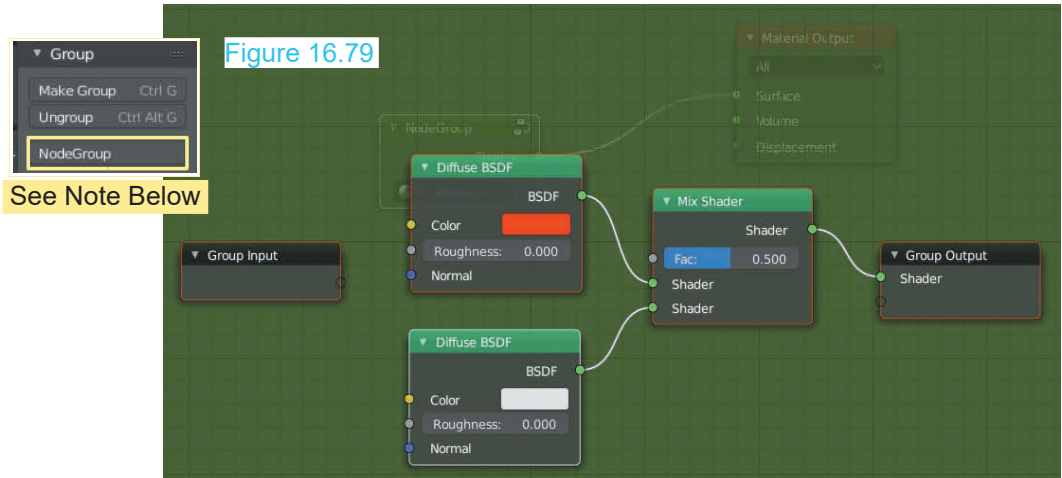 Group
Make Group Ctrl G
Ungroup Ctrl Alt G
NodeGroup
See Note Below
Figure 16.79
Material Output
All
Surface
Volume
Displacement
NodeGroup
Diffuse BSDF
BSDF
Color
Roughness: 0.000
Normal
Group Input
Diffuse BSDF
BSDF
Color
Roughness: 0.000
Normal
Mix Shader
Shader
Fac: 0.500
Shader
Shader
Group Output
Shader